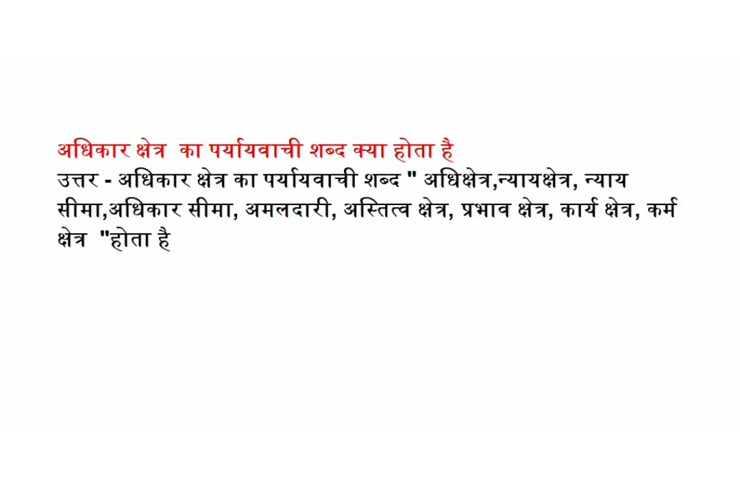 अधिकार क्षेत्र का पर्यायवाची शब्द क्या होता है
उत्तर - अधिकार क्षेत्र का पर्यायवाची शब्द " अधिक्षेत्र,न्यायक्षेत्र, न्याय
सीमा,अधिकार सीमा, अमलदारी, अस्तित्व क्षेत्र, प्रभाव क्षेत्र, कार्य क्षेत्र, कर्म
क्षेत्र "होता है